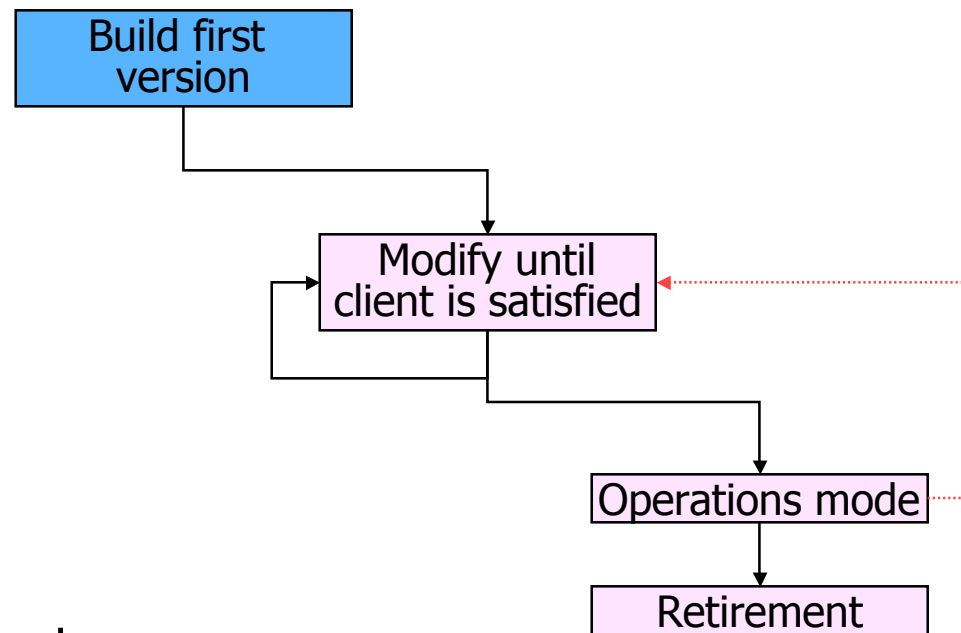 Build first
version
Modify until
client is satisfied
Operations mode
Retirement